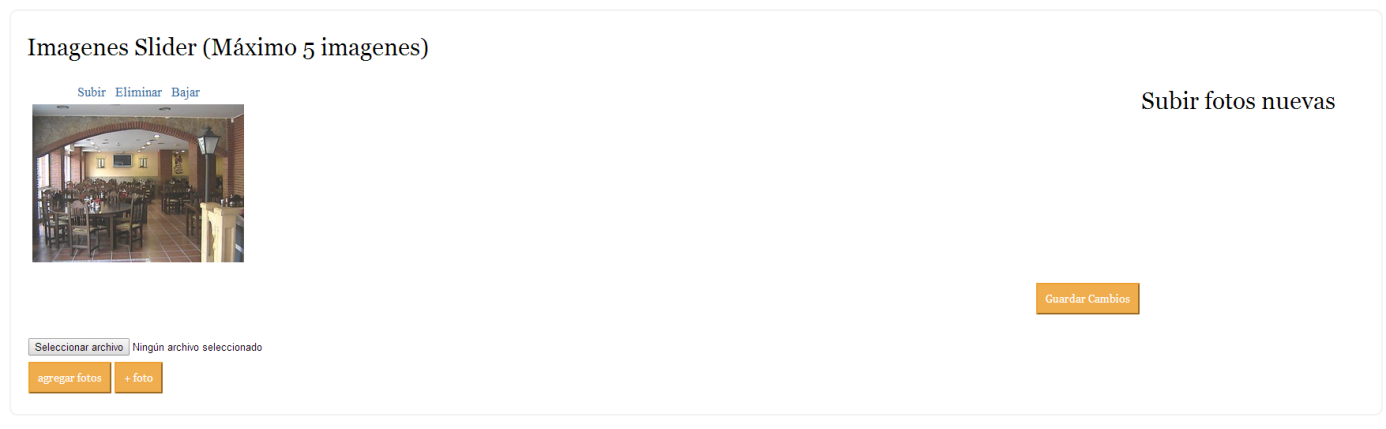 Imagenes Slider (Máximo 5 imagenes)
Subir Eliminar Bajar
Subir fotos nuevas
Guardar Cambios
Seleccionar archivo Ningún archivo seleccionado
agregar fotos + foto